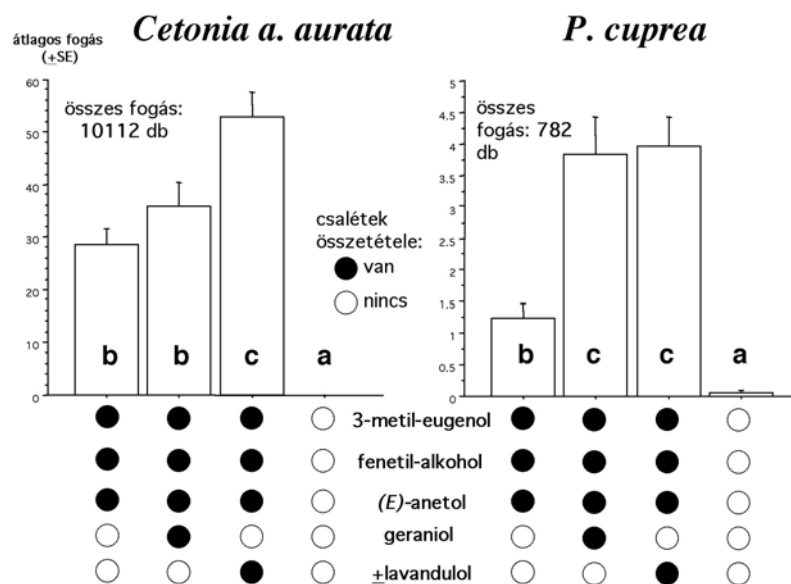 Cetonia a. aurata
P. cuprea
átlagos fogás
(±SE)
60
50
40
30
20
10
0
összes fogás:
10112 db
b
b
c
a
csalétek
összetétele:
van
nincs
5
4.5
4
3.5
3
2.5
2
1.5
1
0.5
0
összes
fogás: 782
db
b
c
c
a
3-metil-eugenol
fenetil-alkohol
(E)-anetol
geraniol
±lavandulol